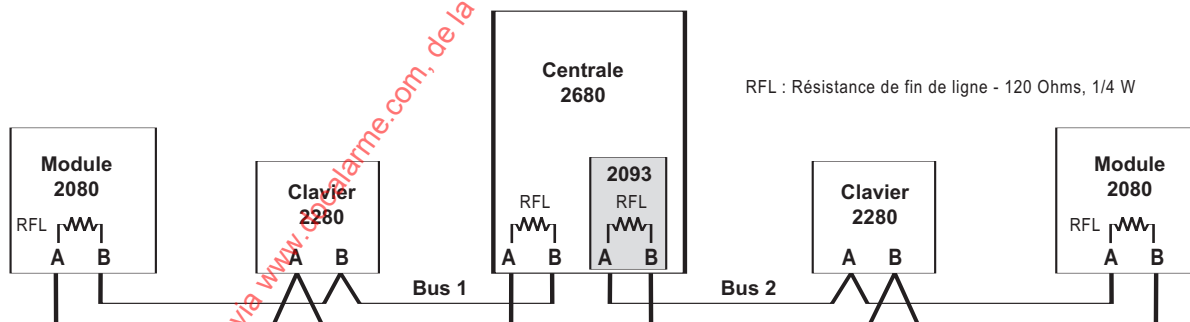 Centrale
2680
RFL : Résistance de fin de ligne - 120 Ohms, 1/4 W
Module
2080
RFL
A B
Clavier
2280
A B
RFL
A B
2093
RFL
A B
Clavier
2280
A B
Module
2080
RFL
A B
Bus 1
Bus 2
via www.docalarme.com, de la